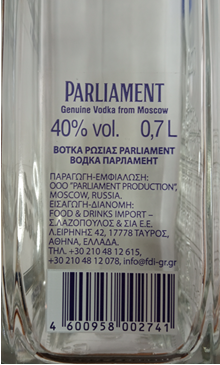 PARLIAMENT
Genuine Vodka from Moscow
40% vol. 0,7 L
ΒΟΤΚΑ ΡΩΣΙΑΣ PARLIAMENT
ВОДКА ПАРЛАМЕНТ
ΠΑΡΑΓΩΓΗ-ΕΜΦΙΑΛΩΣΗ:
OOO "PARLIAMENT PRODUCTION",
MOSCOW, RUSSIA.
ΕΙΣΑΓΩΓΗ-ΔΙΑΝΟΜΗ:
FOOD & DRINKS IMPORT –
Σ.ΛΑΖΟΠΟΥΛΟΣ & ΣΙΑ Ε.Ε.
Λ.ΕΙΡΗΝΗΣ 42, 17778 ΤΑΥΡΟΣ,
ΑΘΗΝΑ, ΕΛΛΑΔΑ.
ΤΗΛ. +30 210 48 12 615,
+30 210 48 12 078, info@fdi-gr.gr
4 600958 002741